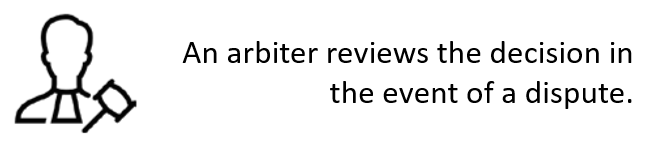 An arbiter reviews the decision in
the event of a dispute.